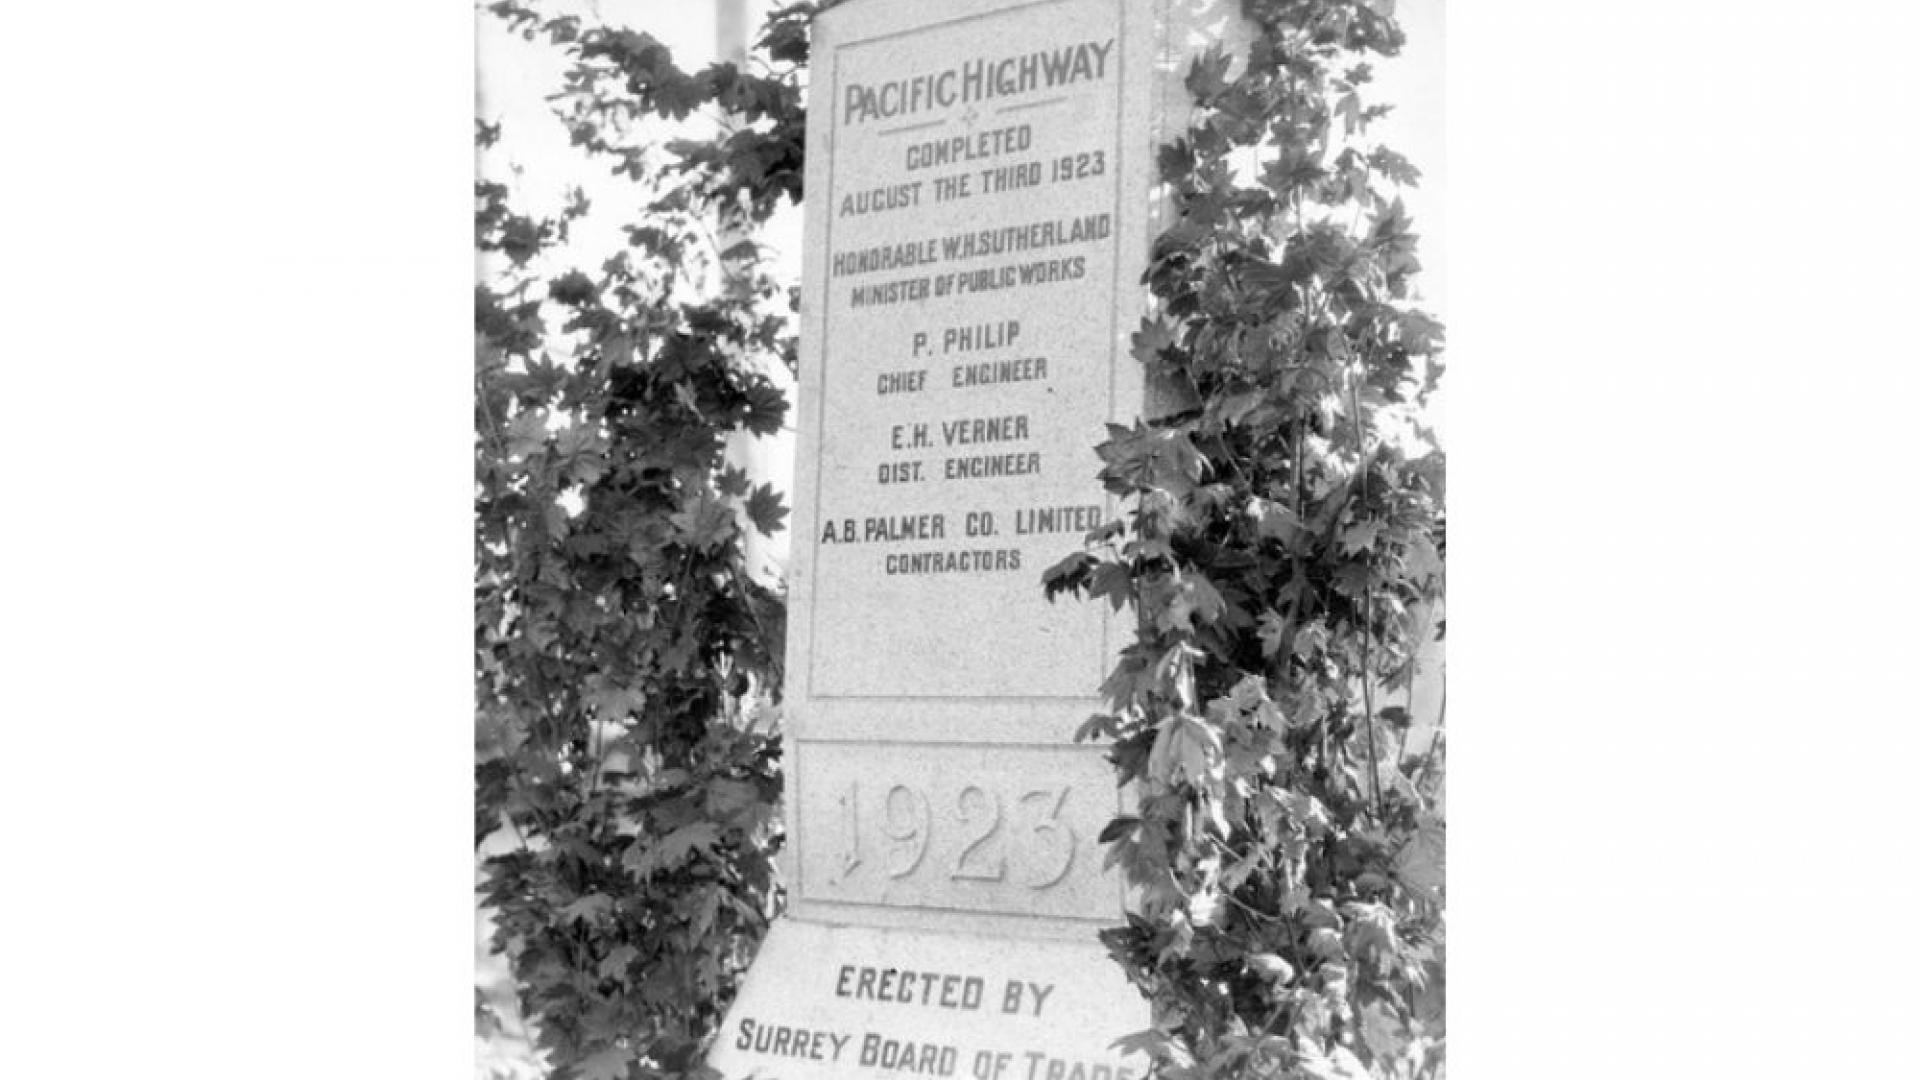 PACIFIC HIGHWAY
COMPLETED
AUGUST THE THIRD 1923
HONORABLE W.H.SUTHERLAND
MINISTER OF PUBLIC WORKS
P. PHILIP
CHIEF ENGINEER
E.H. VERNER
DIST. ENGINEER
A.B. PALMER CO. LIMITED
CONTRACTORS
1923
ERECTED BY
SURREY BOARD OF TRADE